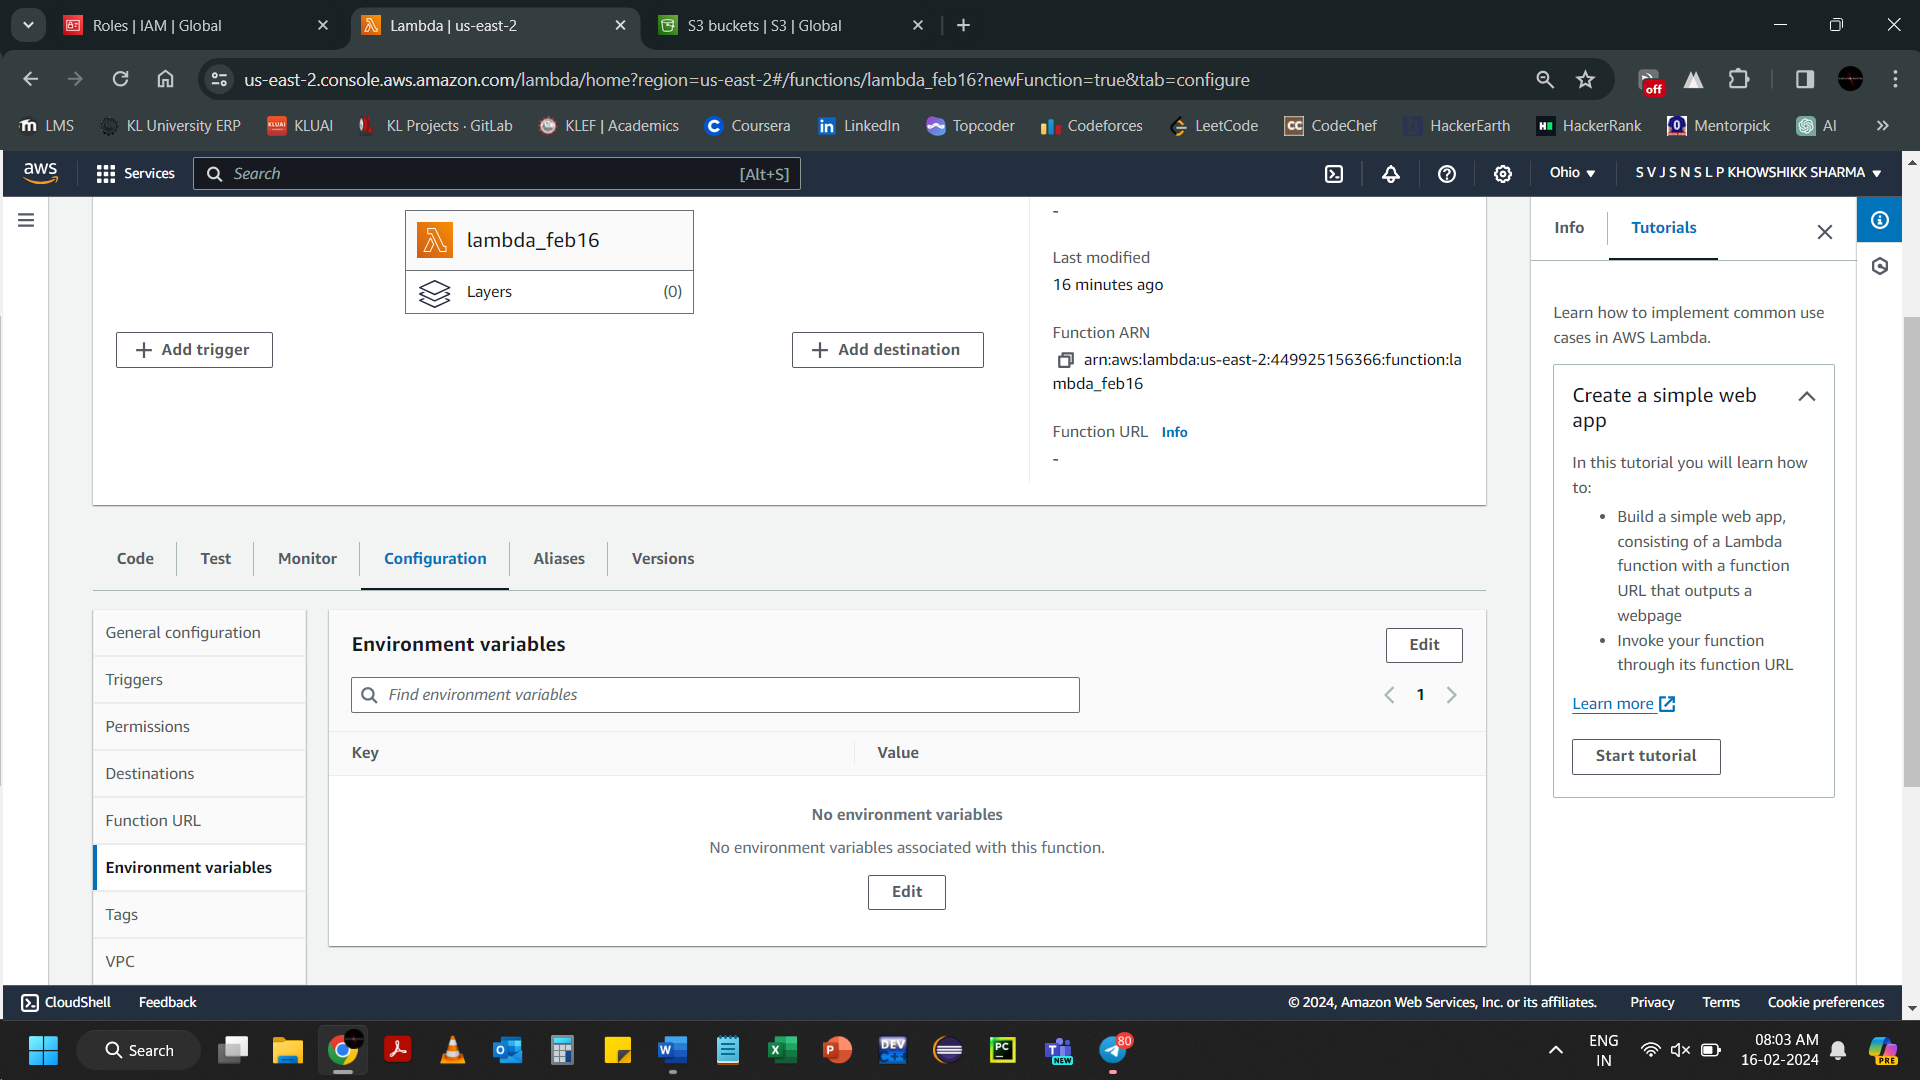 Roles | IAM | Global
Lambda | us-east-2
S3 buckets | S3 | Global
us-east-2.console.aws.amazon.com/lambda/home?region=us-east-2#/functions/lambda_feb16?newFunction=true&tab=configure
off
LMS
KL University ERP
KLUAI
KLUAI
KL Projects · GitLab
KLEF | Academics
Coursera
LinkedIn
Topcoder
Codeforces
LeetCode
CC
CodeChef
HackerEarth
HackerRank
Mentorpick
AI
aws
Services
Search
[Alt+S]
Ohio
S V J S N S L P KHOWSHIKK SHARMA
lambda_feb16
Layers
(0)
Add trigger
Add destination
-
Last modified
16 minutes ago
Function ARN
arn:aws:lambda:us-east-2:449925156366:function:la
mbda_feb16
Function URL Info
-
Info
Tutorials
Learn how to implement common use
cases in AWS Lambda.
Create a simple web
app
In this tutorial you will learn how
to:
• Build a simple web app,
consisting of a Lambda
function with a function
URL that outputs a
webpage
• Invoke your function
through its function URL
Learn more
Start tutorial
Code
Test
Monitor
Configuration
Aliases
Versions
General configuration
Triggers
Permissions
Destinations
Function URL
Environment variables
Tags
VPC
Environment variables
Edit
Find environment variables
1
Key
Value
No environment variables
No environment variables associated with this function.
Edit
CloudShell
Feedback
© 2024, Amazon Web Services, Inc. or its affiliates.
Privacy
Terms
Cookie preferences
Search
DEV
C++
PC
NEW
80
ENG
IN
08:03 AM
16-02-2024
PRE